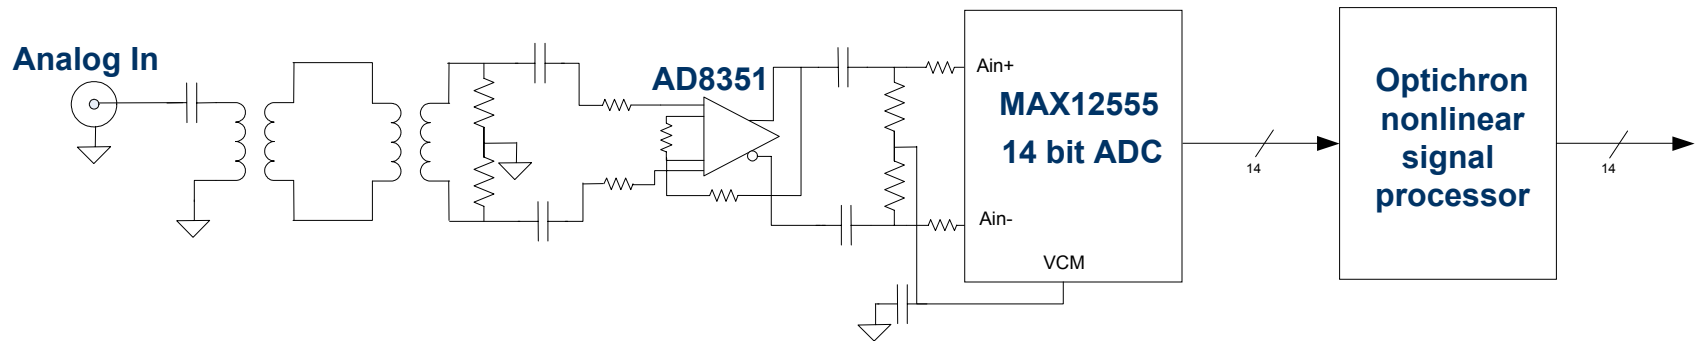 Analog In
AD8351
Ain+
MAX12555
14 bit ADC
Ain-
VCM
14
Optichron
nonlinear
signal
processor
14